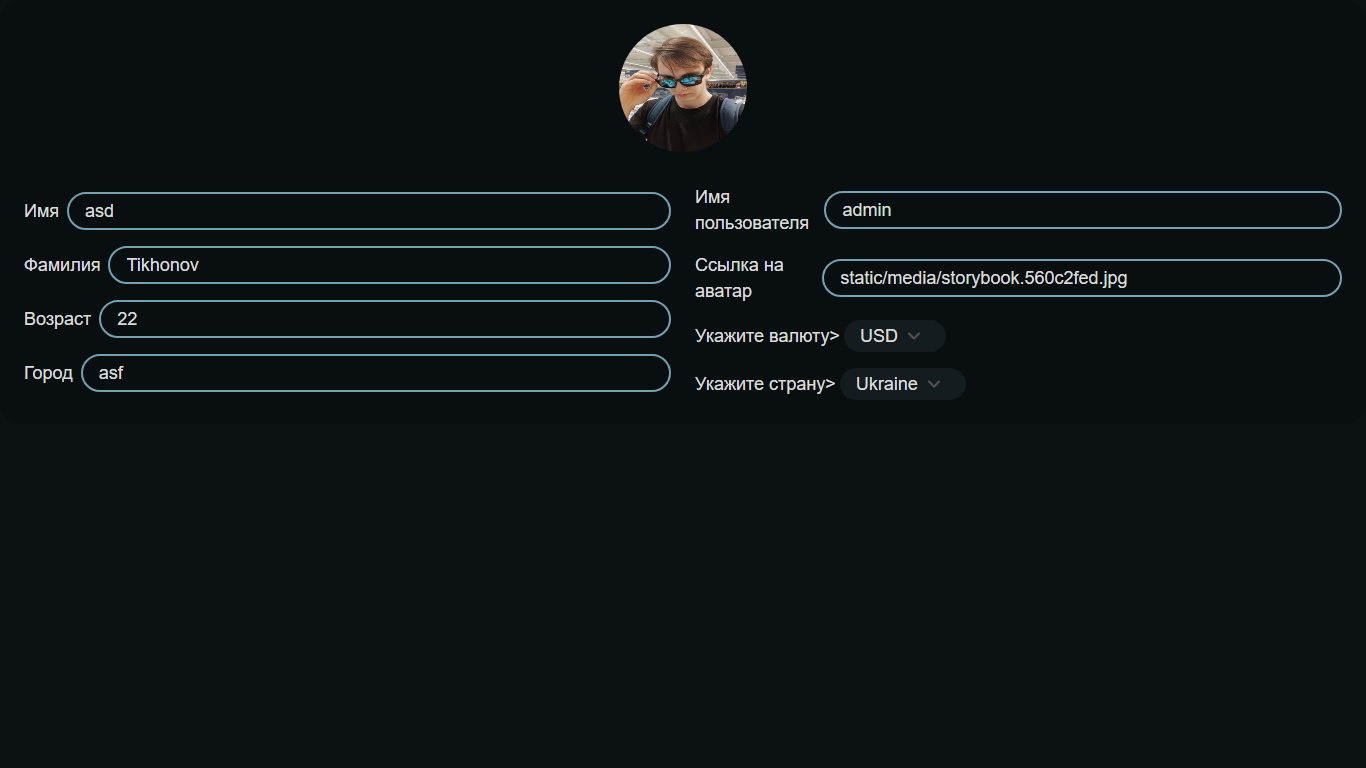 Имя asd
Фамилия Tikhonov
Возраст 22
Город asf
Имя
пользователя
admin
Ссылка на
аватар
static/media/storybook.560c2fed.jpg
Укажите валюту> USD
Укажите страну> Ukraine